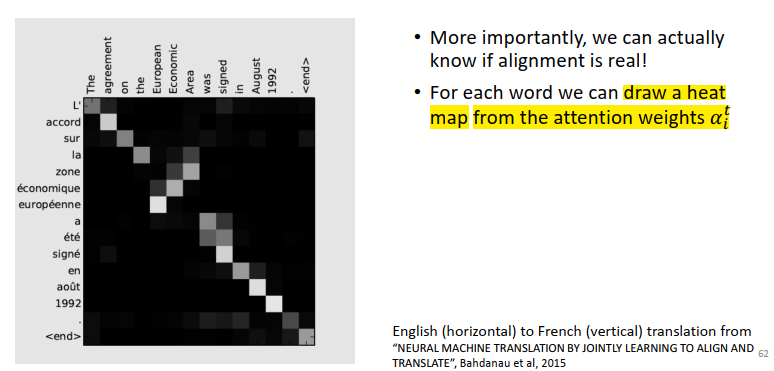 The
agreement
on
the
European
Economic
Area
was
signed
in
August
1992
.
<end>
L'
accord
sur
la
zone
économique
européenne
a
été
signé
en
août
1992
.
<end>
• More importantly, we can actually
know if alignment is real!
• For each word we can draw a heat
map from the attention weights αᵢᵗ
English (horizontal) to French (vertical) translation from
“NEURAL MACHINE TRANSLATION BY JOINTLY LEARNING TO ALIGN AND
TRANSLATE”, Bahdanau et al, 2015
62